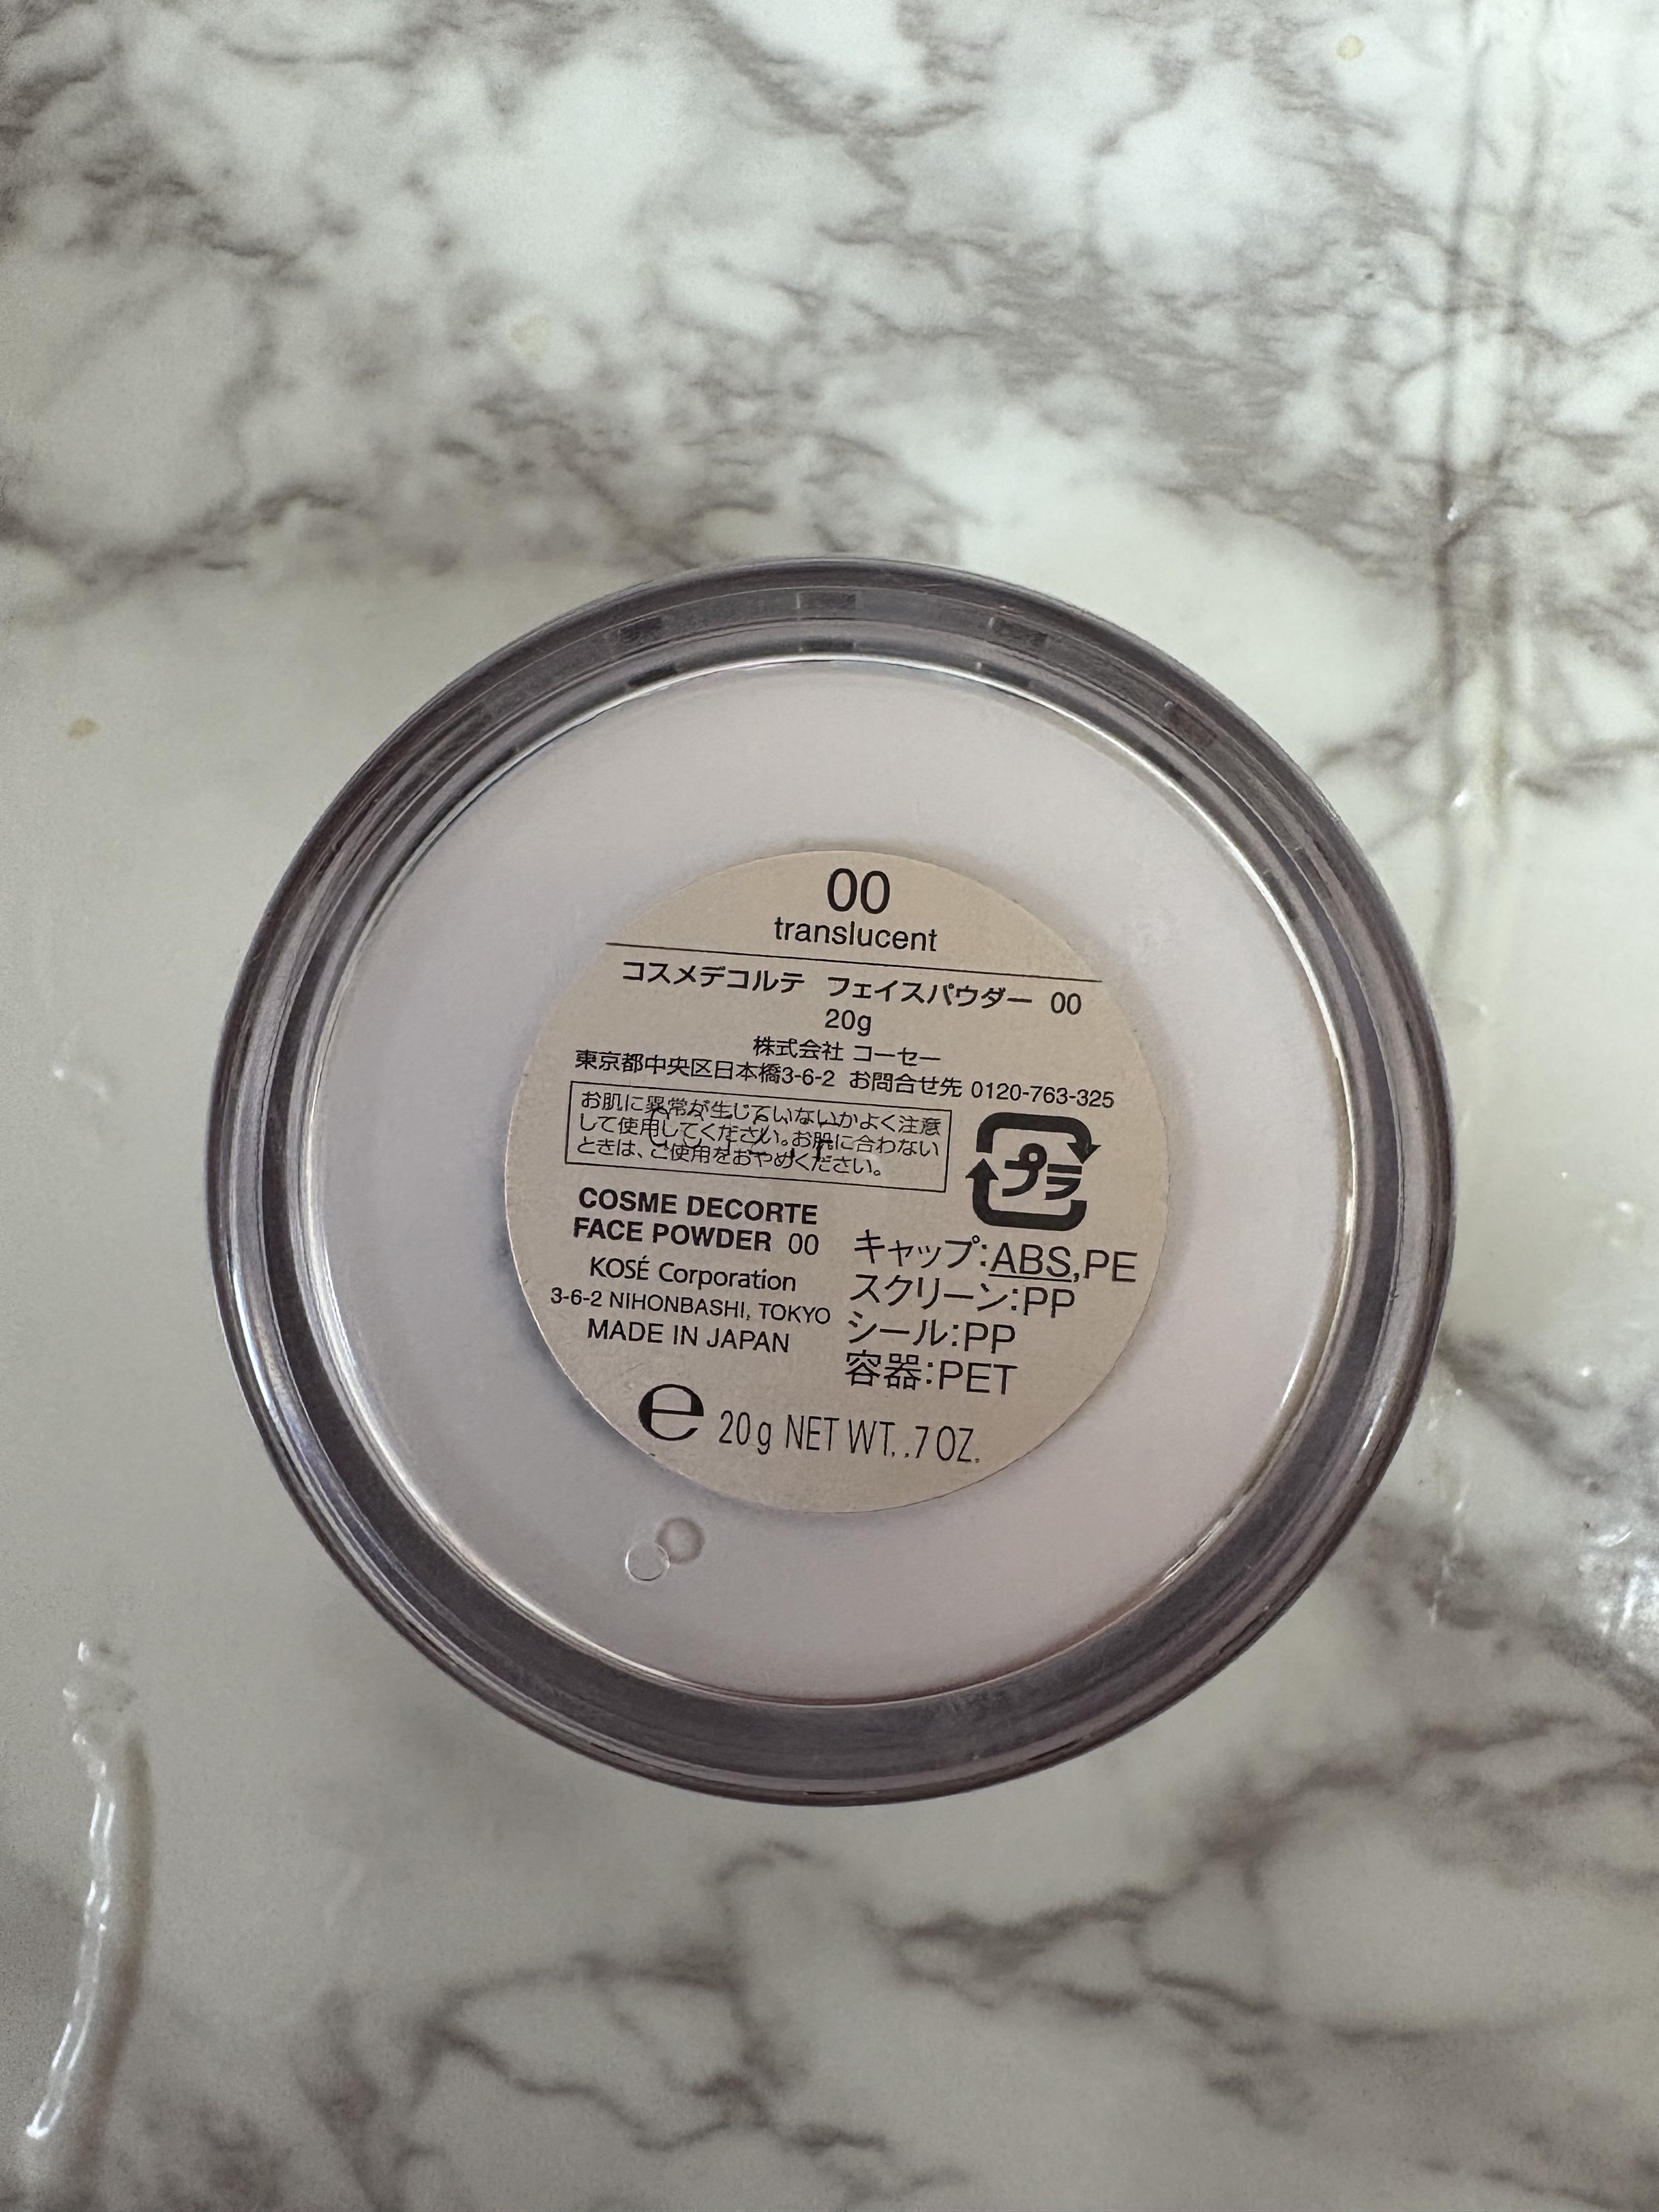 00
translucent
コスメデコルテ フェイスパウダー 00
20g
株式会社 コーセー
東京都中央区日本橋3-6-2 お問合せ先 0120-763-325
お肌に異常が生じていないかよく注意
して使用してください。お肌に合わない
ときは、ご使用をおやめください。
プラ
COSME DECORTE
FACE POWDER 00
KOSÉ Corporation
3-6-2 NIHONBASHI, TOKYO
MADE IN JAPAN
キャップ:ABS,PE
スクリーン:PP
シール:PP
容器:PET
e 20g NET WT. .7 OZ.